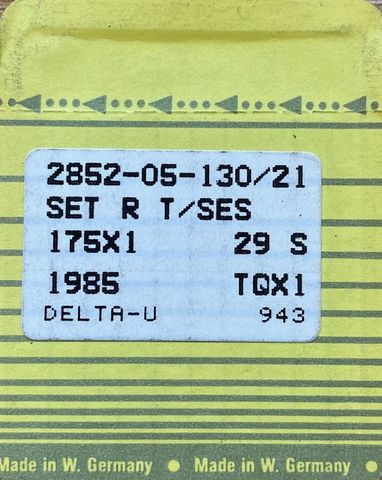 2852-05-130/21
SET R T/SES
175X1 29 S
1985 TQX1
DELTA-U 943
Made in W. Germany ● Made in W. Germany ●